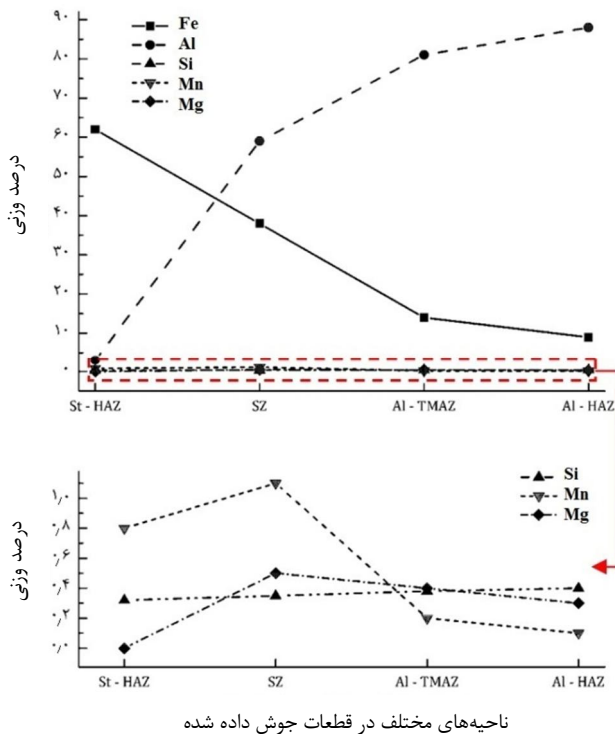 ۹۰
۸۰
۷۰
۶۰
۵۰
۴۰
۳۰
۲۰
۱۰
۰
Fe
Al
Si
Mn
Mg
درصد وزنی
St - HAZ SZ Al - TMAZ Al - HAZ
۱٫۰
۰٫۸
۰٫۶
۰٫۴
۰٫۲
۰٫۰
Si
Mn
Mg
درصد وزنی
St - HAZ SZ Al - TMAZ Al - HAZ
ناحیه‌های مختلف در قطعات جوش داده شده